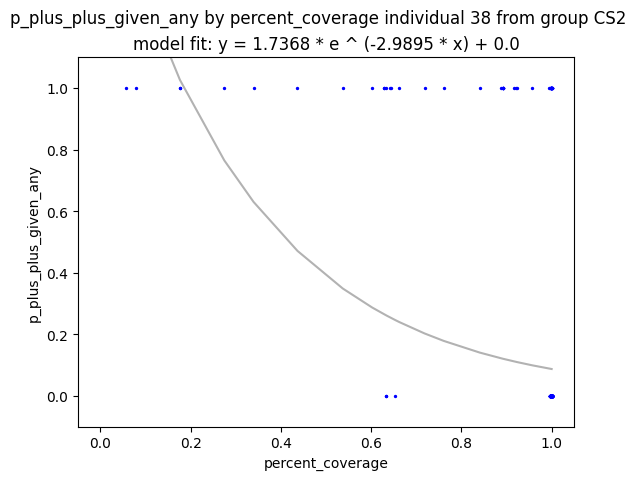 p_plus_plus_given_any by percent_coverage individual 38 from group CS2
model fit: y = 1.7368 * e ^ (-2.9895 * x) + 0.0
1.0
0.8
0.6
0.4
0.2
0.0
p_plus_plus_given_any
0.0 0.2 0.4 0.6 0.8 1.0
percent_coverage